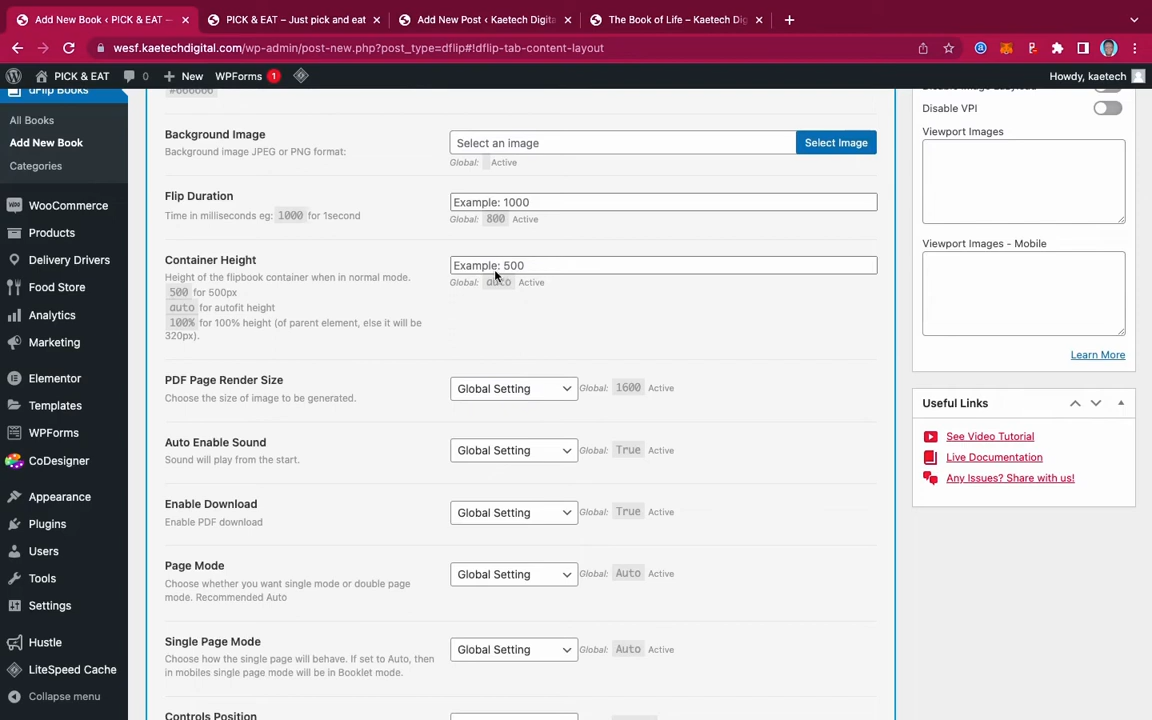 Add New Book ‹ PICK & EAT —
PICK & EAT – Just pick and eat
Add New Post ‹ Kaetech Digita
The Book of Life – Kaetech Di
wesf.kaetechdigital.com/wp-admin/post-new.php?post_type=dflip#!dflip-tab-content-layout
PICK & EAT
0
New
WPForms 1
Howdy, kaetech
dFlip Books
All Books
Add New Book
Categories
WooCommerce
Products
Delivery Drivers
Food Store
Analytics
Marketing
Elementor
Templates
WPForms
CoDesigner
Appearance
Plugins
Users
Tools
Settings
Hustle
LiteSpeed Cache
Collapse menu
#666666
Background Image
Background image JPEG or PNG format:
Select an image
Select Image
Global: Active
Flip Duration
Time in milliseconds eg: 1000 for 1second
Example: 1000
Global: 800 Active
Container Height
Height of the flipbook container when in normal mode.
500 for 500px
auto for autofit height
100% for 100% height (of parent element, else it will be
320px).
Example: 500
Global: auto Active
PDF Page Render Size
Choose the size of image to be generated.
Global Setting
Global: 1600 Active
Auto Enable Sound
Sound will play from the start.
Global Setting
Global: True Active
Enable Download
Enable PDF download
Global Setting
Global: True Active
Page Mode
Choose whether you want single mode or double page
mode. Recommended Auto
Global Setting
Global: Auto Active
Single Page Mode
Choose how the single page will behave. If set to Auto, then
in mobiles single page mode will be in Booklet mode.
Global Setting
Global: Auto Active
Controls Position
Disable VPI
Viewport Images
Viewport Images - Mobile
Learn More
Useful Links
See Video Tutorial
Live Documentation
Any Issues? Share with us!